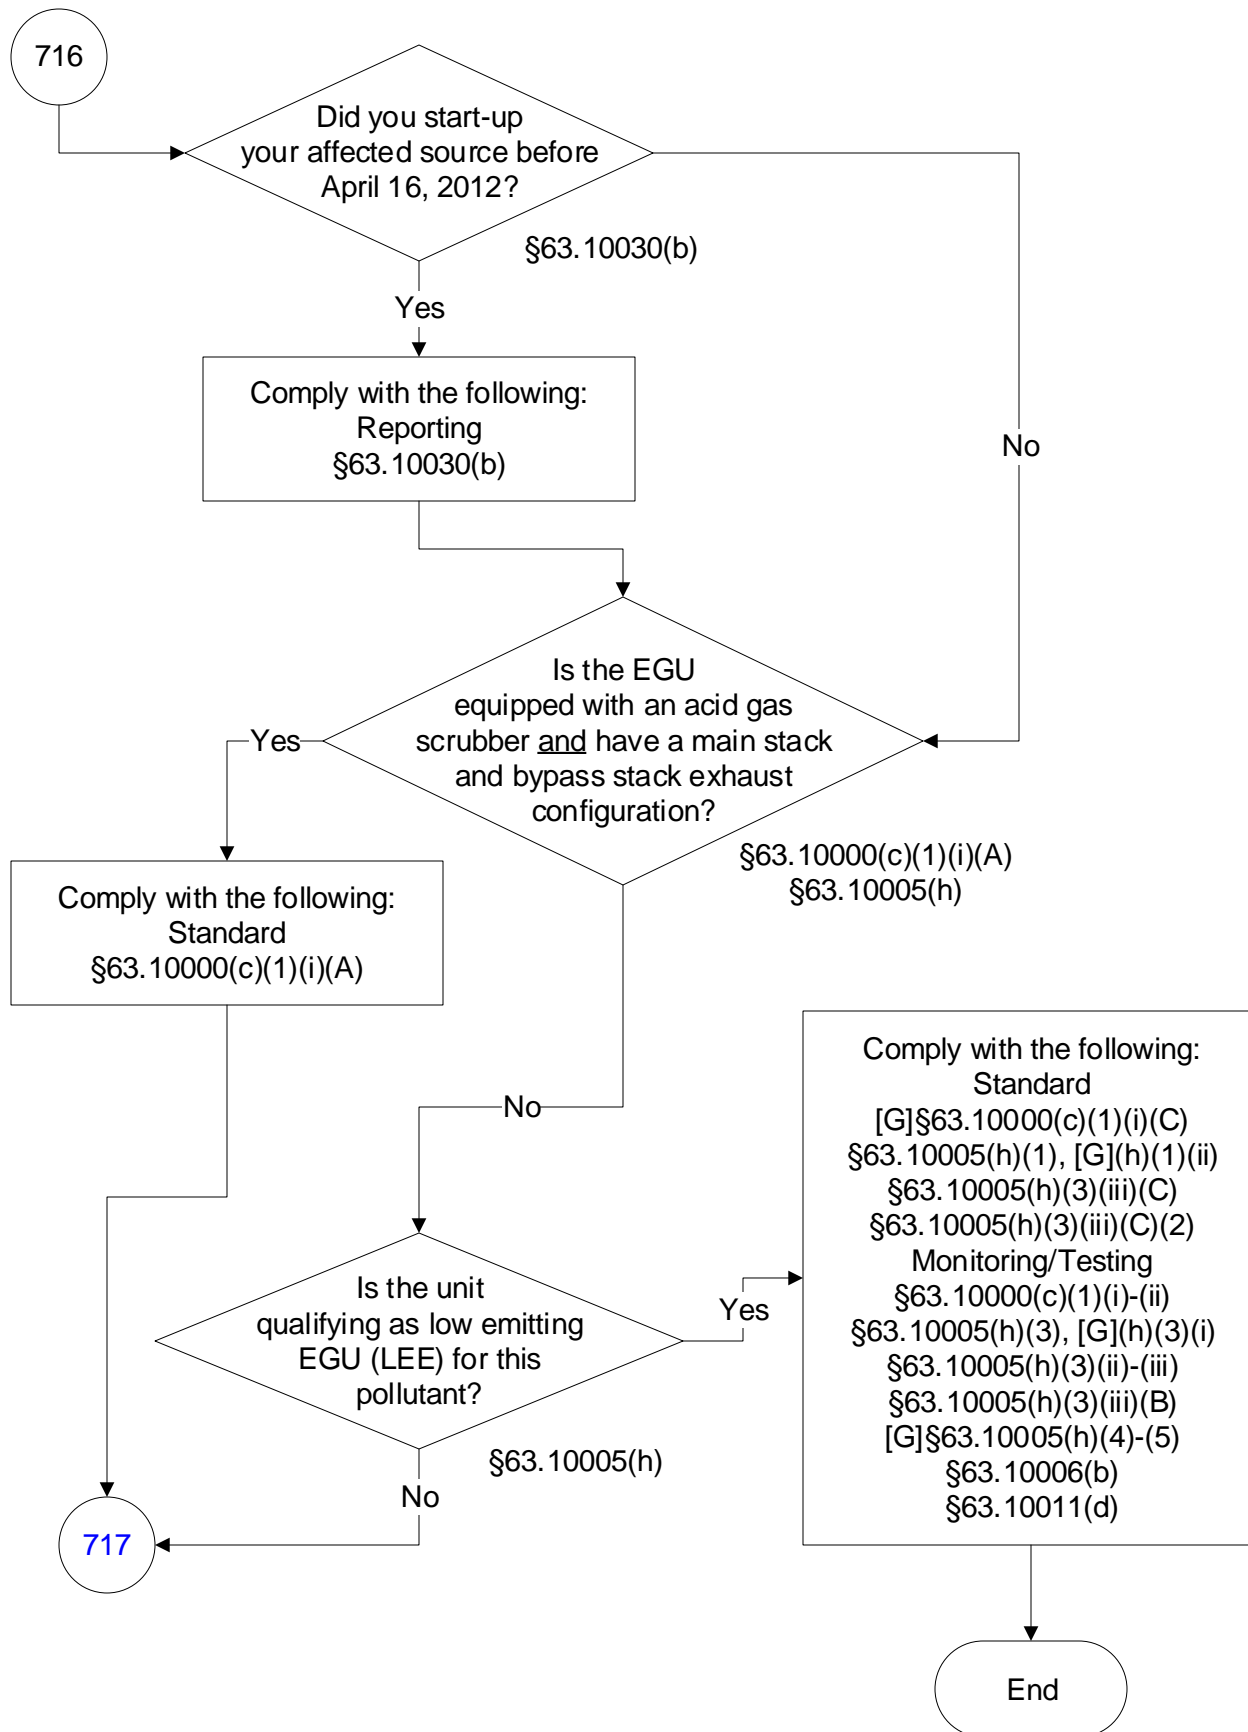 716
Did you start-up
your affected source before
April 16, 2012?
§63.10030(b)
Yes
No
Comply with the following:
Reporting
§63.10030(b)
Is the EGU
equipped with an acid gas
scrubber and have a main stack
and bypass stack exhaust
configuration?
§63.10000(c)(1)(i)(A)
§63.10005(h)
Yes
Comply with the following:
Standard
§63.10000(c)(1)(i)(A)
No
Is the unit
qualifying as low emitting
EGU (LEE) for this
pollutant?
§63.10005(h)
Yes
Comply with the following:
Standard
[G]§63.10000(c)(1)(i)(C)
§63.10005(h)(1), [G](h)(1)(ii)
§63.10005(h)(3)(iii)(C)
§63.10005(h)(3)(iii)(C)(2)
Monitoring/Testing
§63.10000(c)(1)(i)-(ii)
§63.10005(h)(3), [G](h)(3)(i)
§63.10005(h)(3)(ii)-(iii)
§63.10005(h)(3)(iii)(B)
[G]§63.10005(h)(4)-(5)
§63.10006(b)
§63.10011(d)
No
717
End